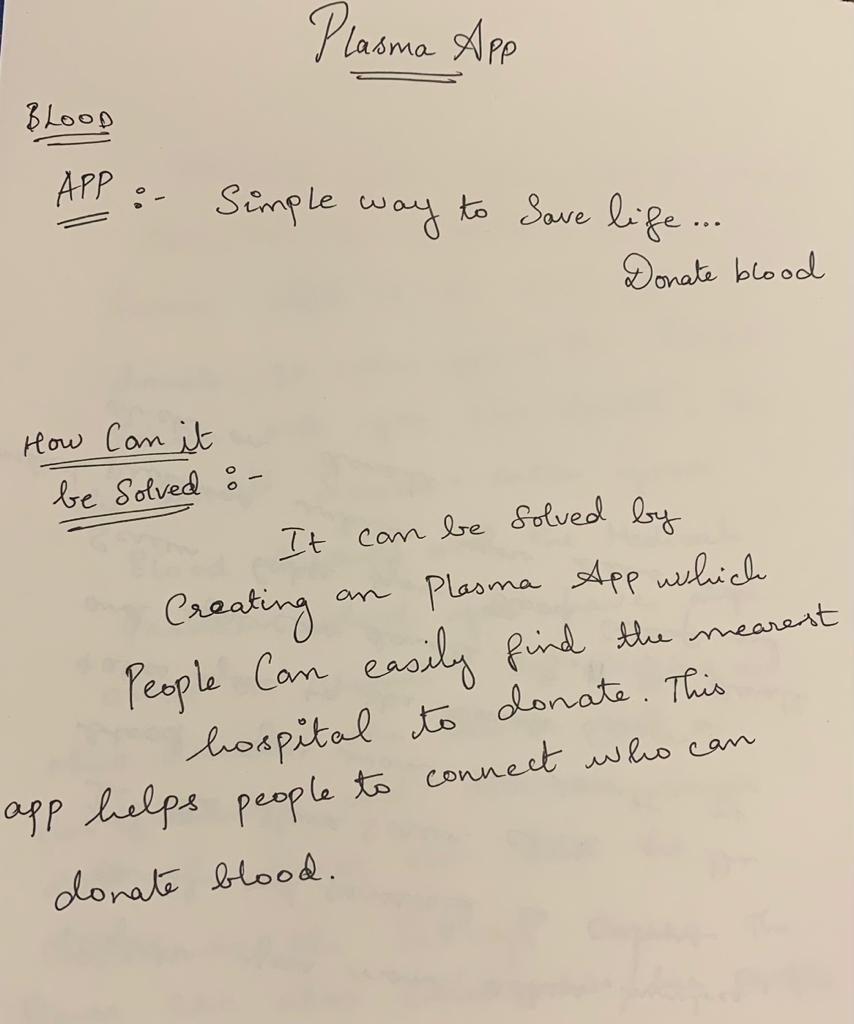 Plasma App
BLOOD
APP :- Simple way to save life...
Donate blood
How Can it
be Solved :-
It can be solved by
Creating an Plasma App which
People Can easily find the nearest
hospital to donate. This
app helps people to connect who can
donate blood.